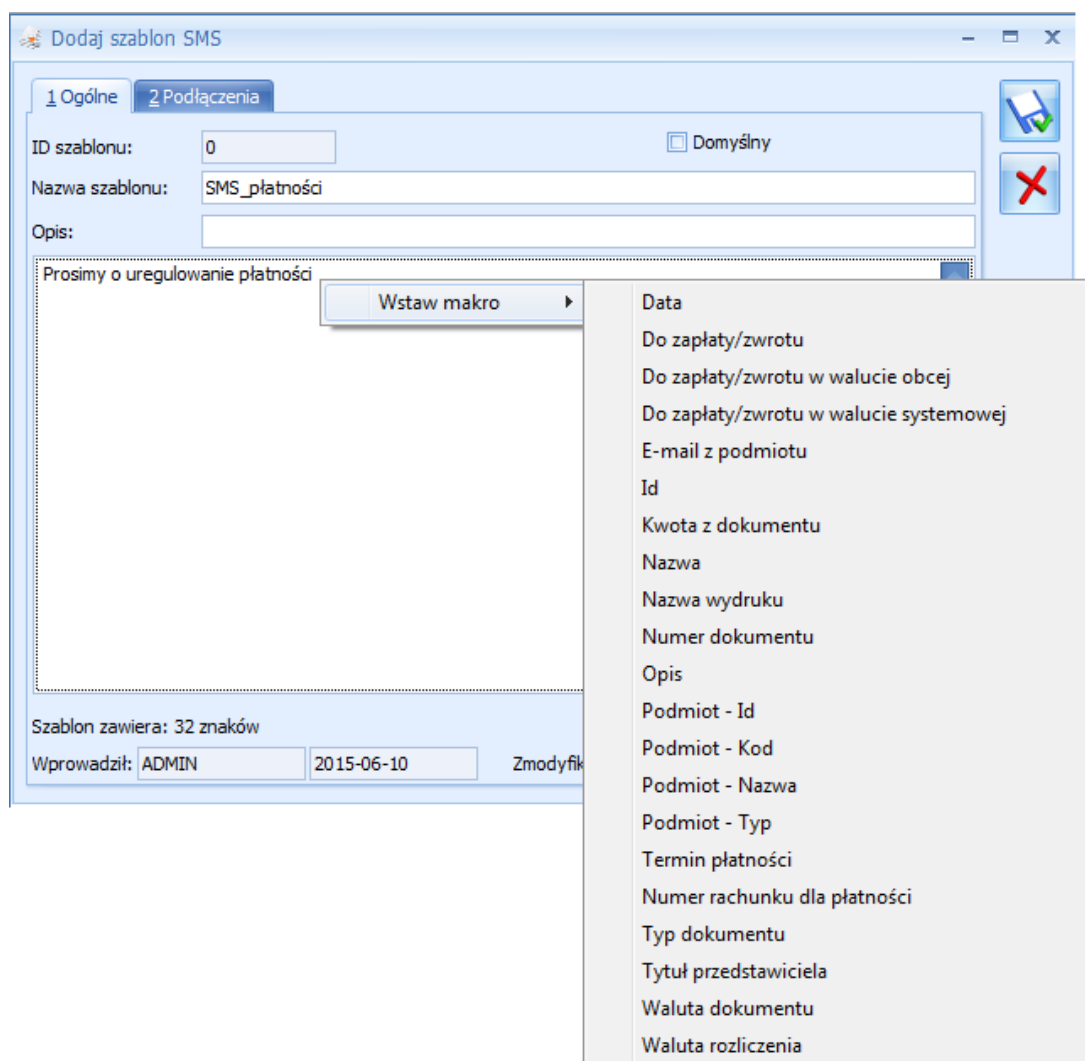 Dodaj szablon SMS
1 Ogólne 2 Podłączenia
ID szablonu: 0 Domyślny
Nazwa szablonu: SMS_płatności
Opis:
Prosimy o uregulowanie płatności
Wstaw makro
Data
Do zapłaty/zwrotu
Do zapłaty/zwrotu w walucie obcej
Do zapłaty/zwrotu w walucie systemowej
E-mail z podmiotu
Id
Kwota z dokumentu
Nazwa
Nazwa wydruku
Numer dokumentu
Opis
Podmiot - Id
Podmiot - Kod
Podmiot - Nazwa
Podmiot - Typ
Termin płatności
Numer rachunku dla płatności
Typ dokumentu
Tytuł przedstawiciela
Waluta dokumentu
Waluta rozliczenia
Szablon zawiera: 32 znaków
Wprowadził: ADMIN 2015-06-10 Zmodyfik